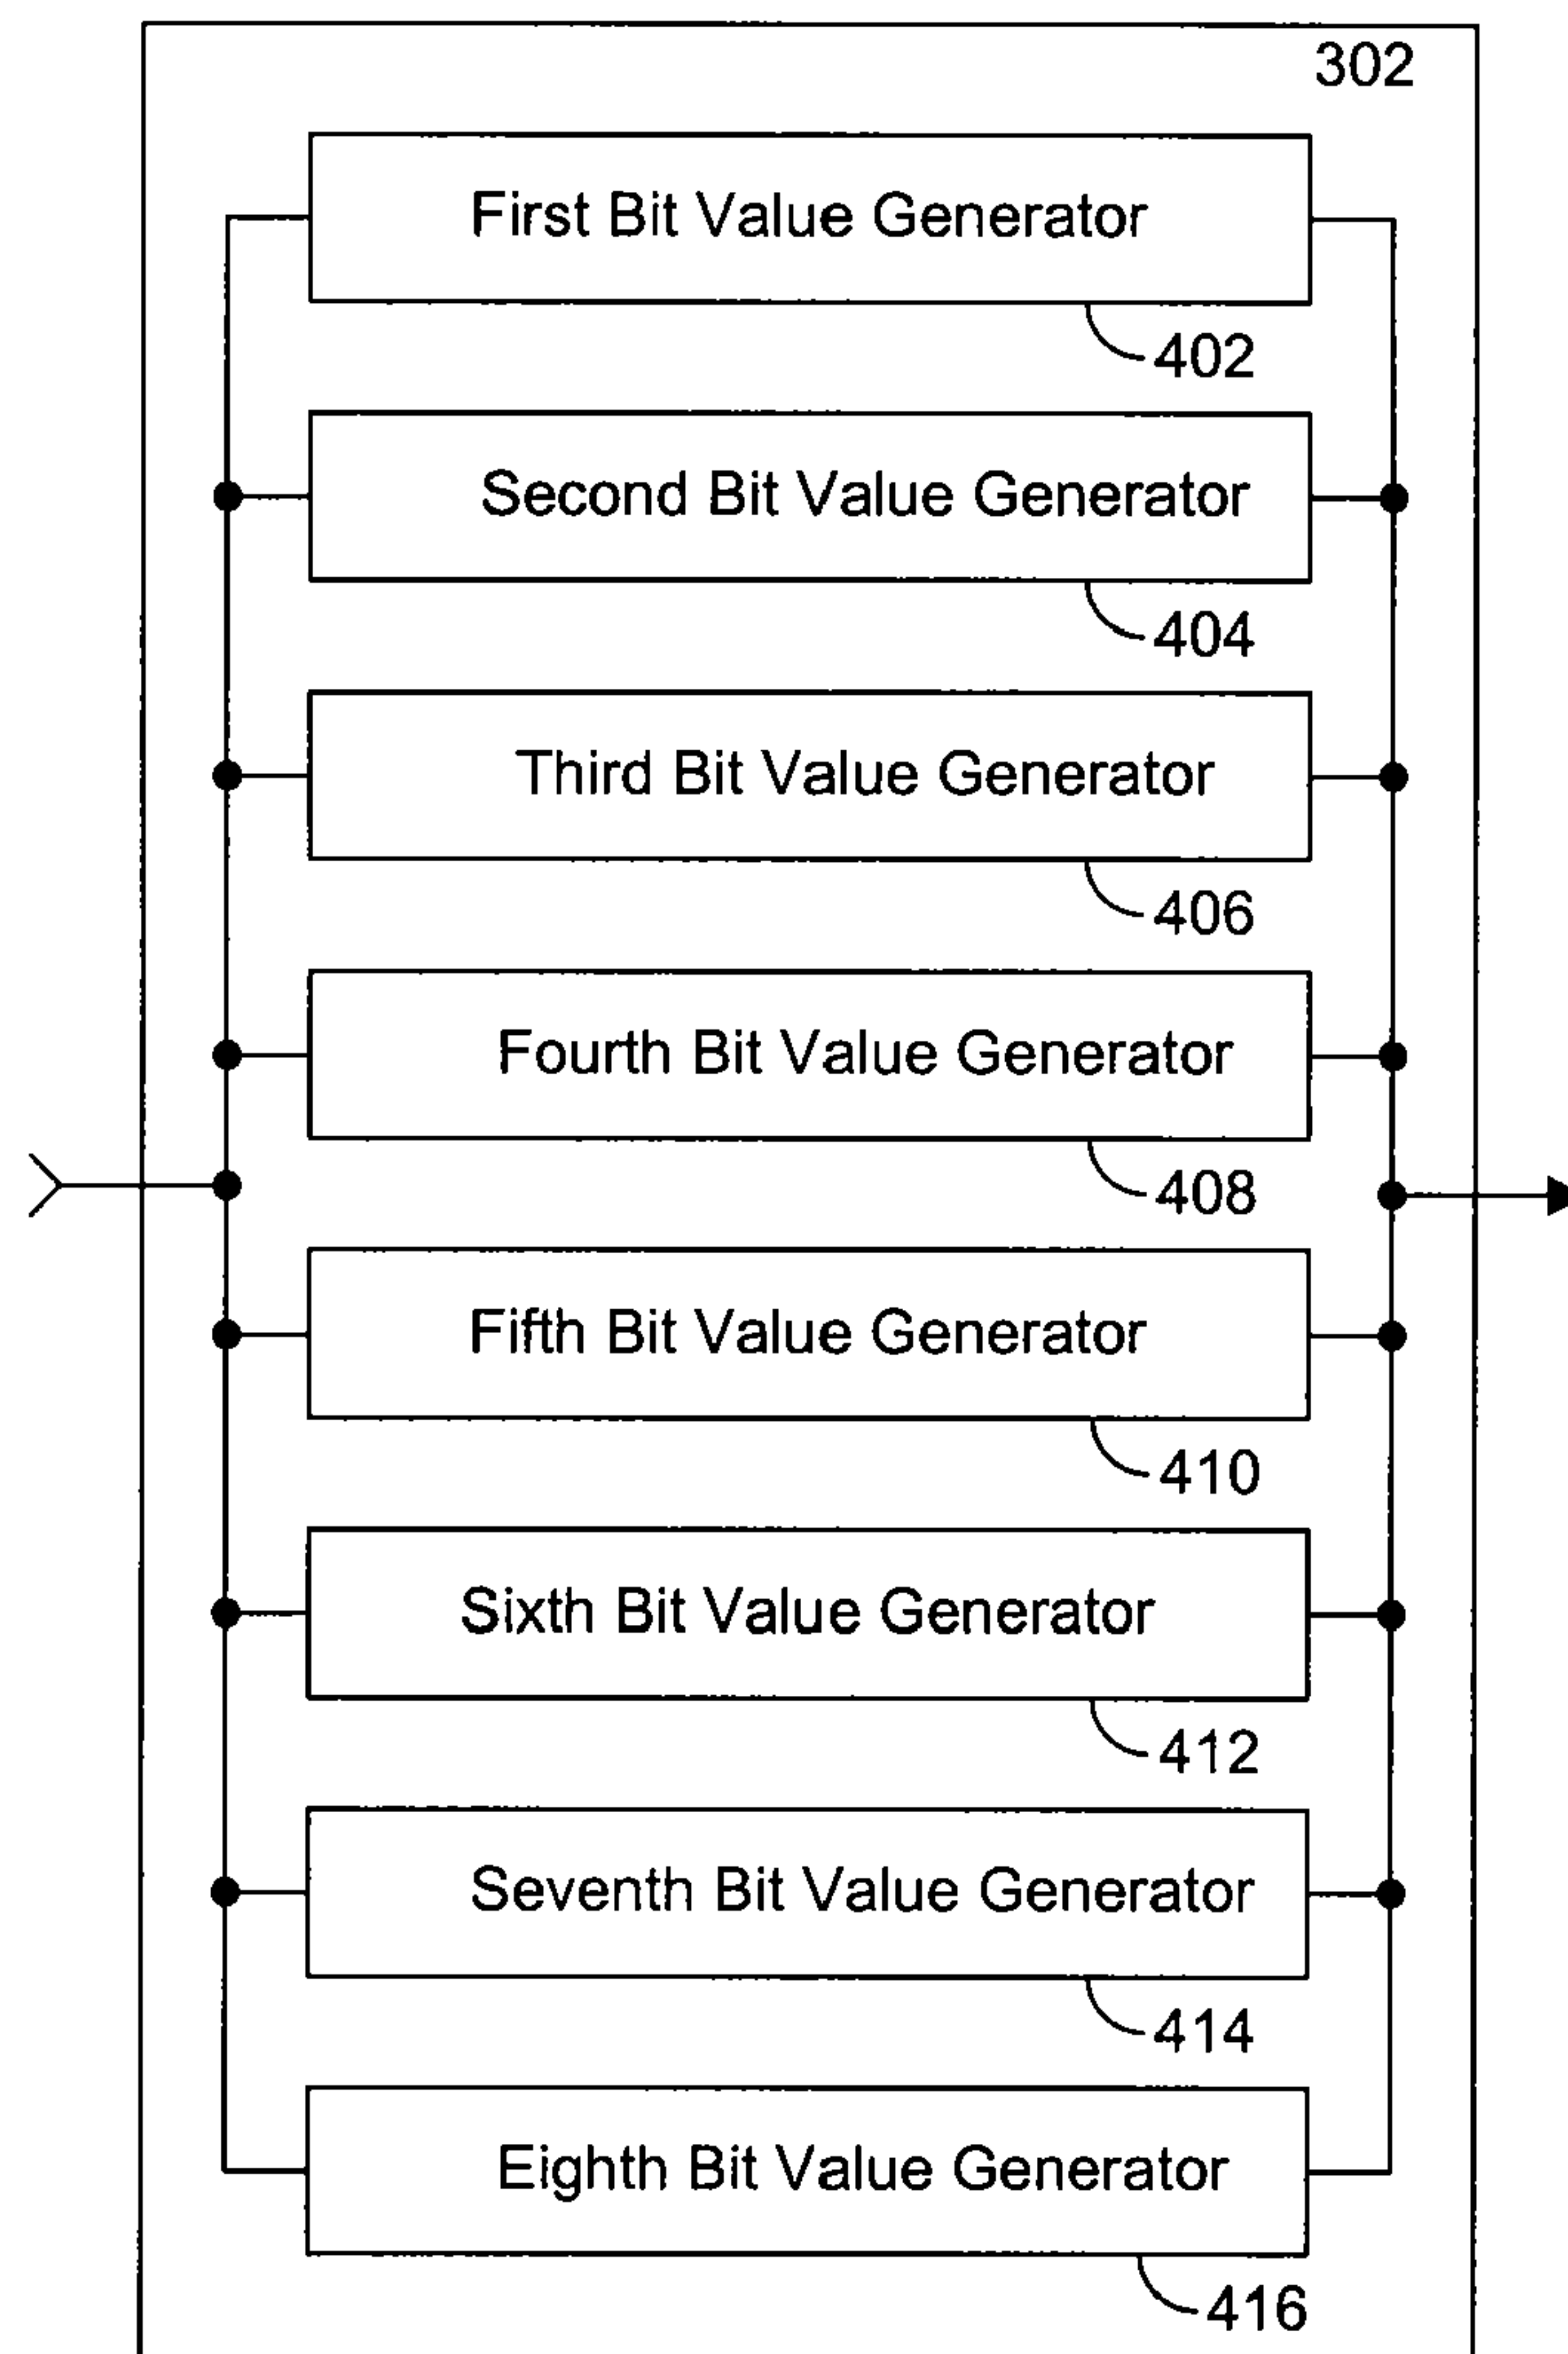 302
First Bit Value Generator
402
Second Bit Value Generator
404
Third Bit Value Generator
406
Fourth Bit Value Generator
408
Fifth Bit Value Generator
410
Sixth Bit Value Generator
412
Seventh Bit Value Generator
414
Eighth Bit Value Generator
416